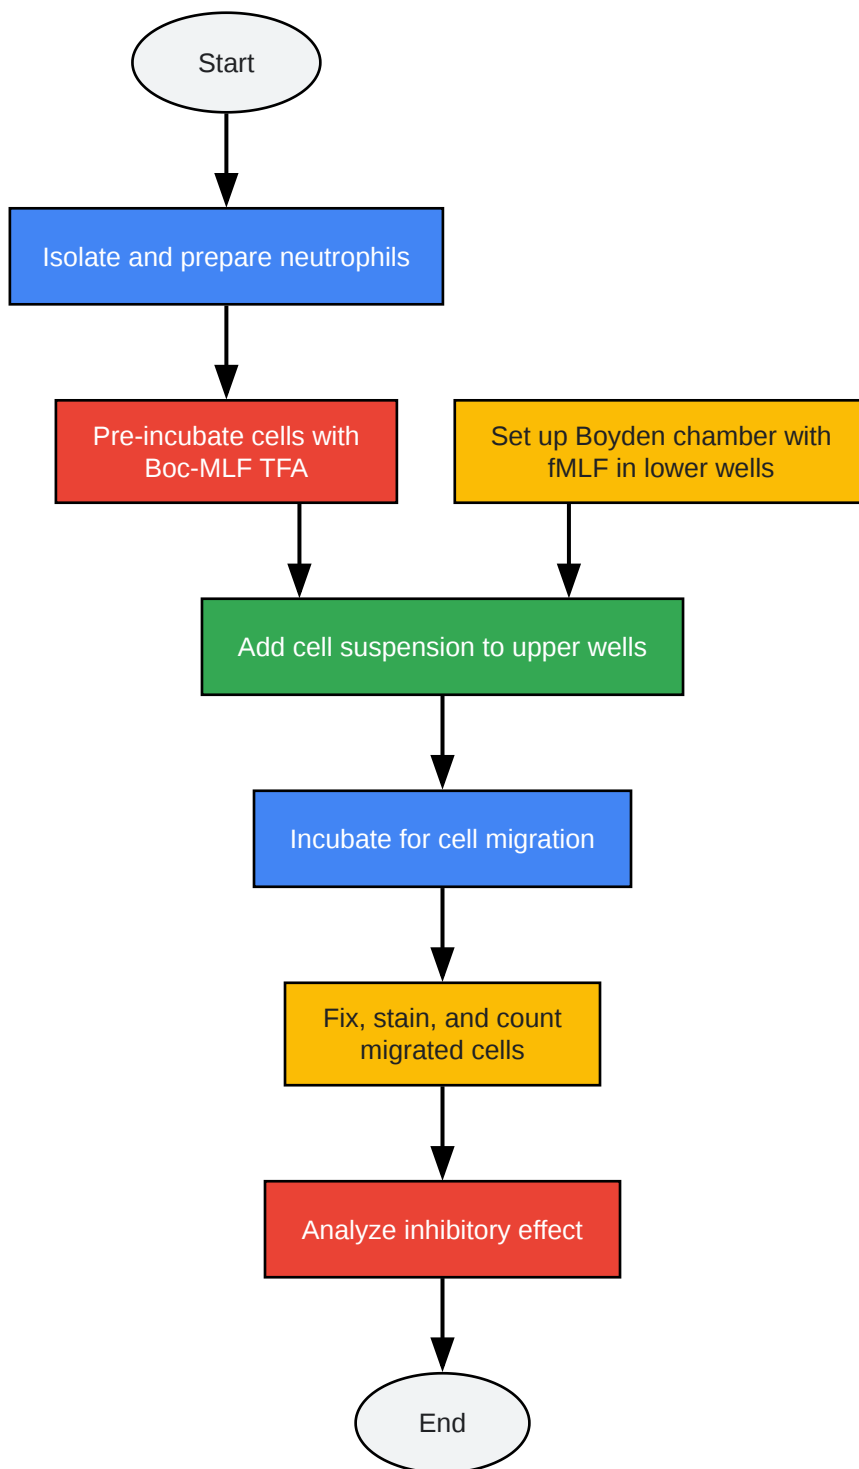 Start
Isolate and prepare neutrophils
Pre-incubate cells with
Boc-MLF TFA
Set up Boyden chamber with
fMLF in lower wells
Add cell suspension to upper wells
Incubate for cell migration
Fix, stain, and count
migrated cells
Analyze inhibitory effect
End